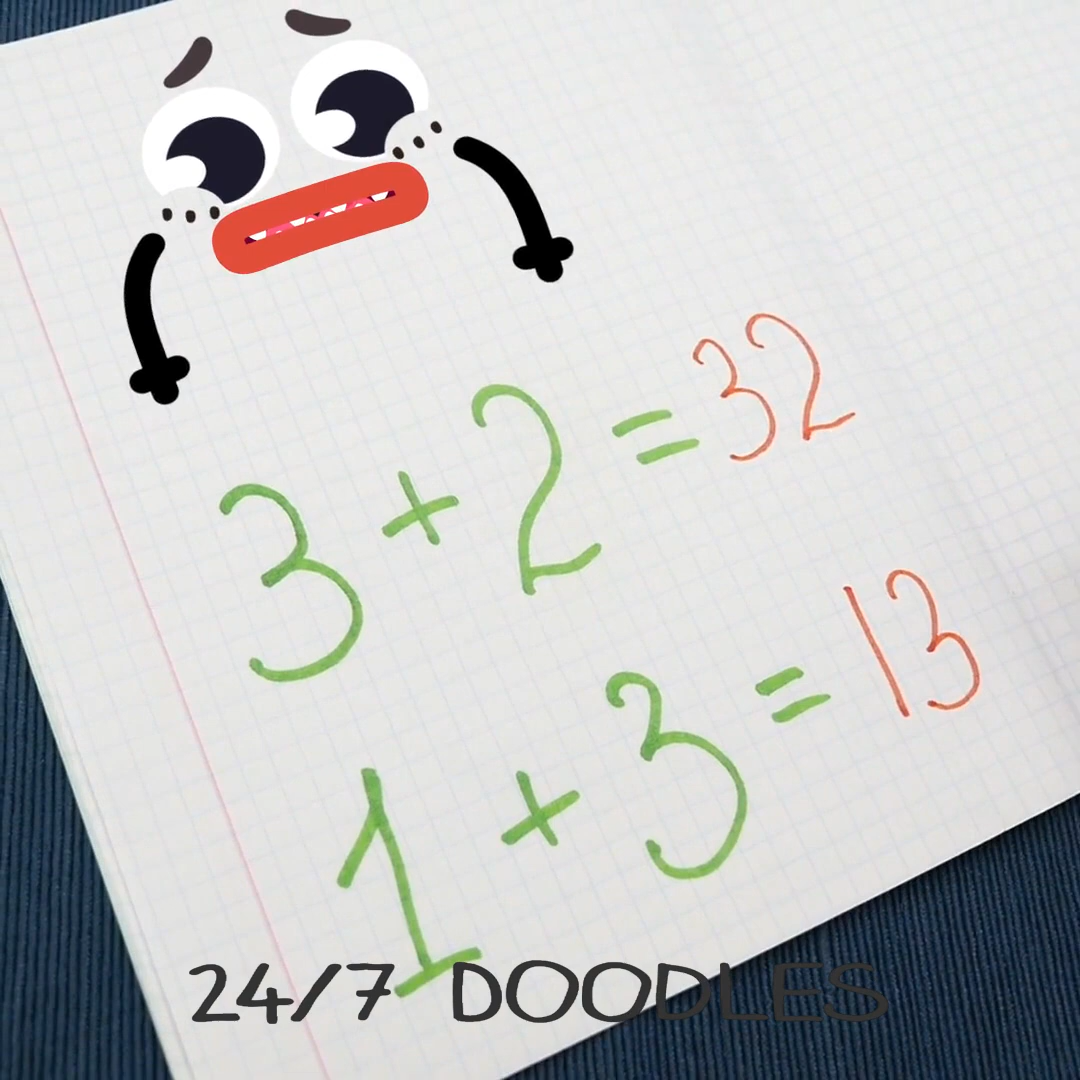 3 + 2 = 32
1 + 3 = 13
24/7 DOODLES